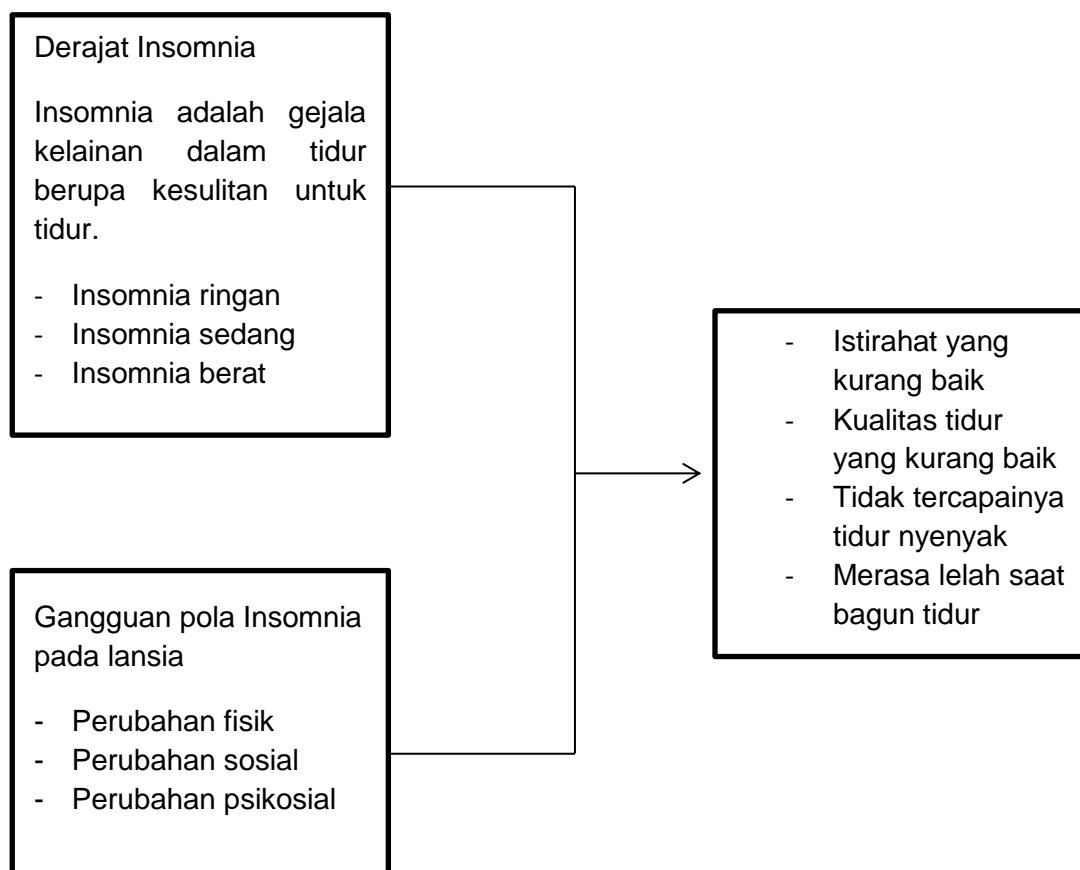 Derajat Insomnia
Insomnia adalah gejala
kelainan dalam tidur
berupa kesulitan untuk
tidur.
- Insomnia ringan
- Insomnia sedang
- Insomnia berat
Gangguan pola Insomnia
pada lansia
- Perubahan fisik
- Perubahan sosial
- Perubahan psikosial
- Istirahat yang
kurang baik
- Kualitas tidur
yang kurang baik
- Tidak tercapainya
tidur nyenyak
- Merasa lelah saat
bagun tidur